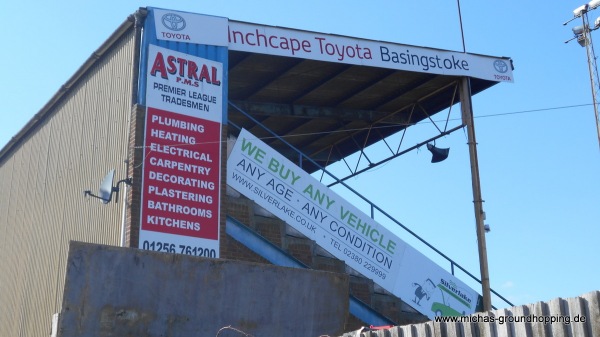 TOYOTA
Inchcape Toyota Basingstoke
TOYOTA
ASTRAL
P.M.S
PREMIER LEAGUE
TRADESMEN
PLUMBING
HEATING
ELECTRICAL
CARPENTRY
DECORATING
PLASTERING
BATHROOMS
KITCHENS
01256 761200
WE BUY ANY VEHICLE
ANY AGE · ANY CONDITION
WWW.SILVERLAKE.CO.UK · TEL 02380 229999
Silverlake
www.michas-groundhopping.de